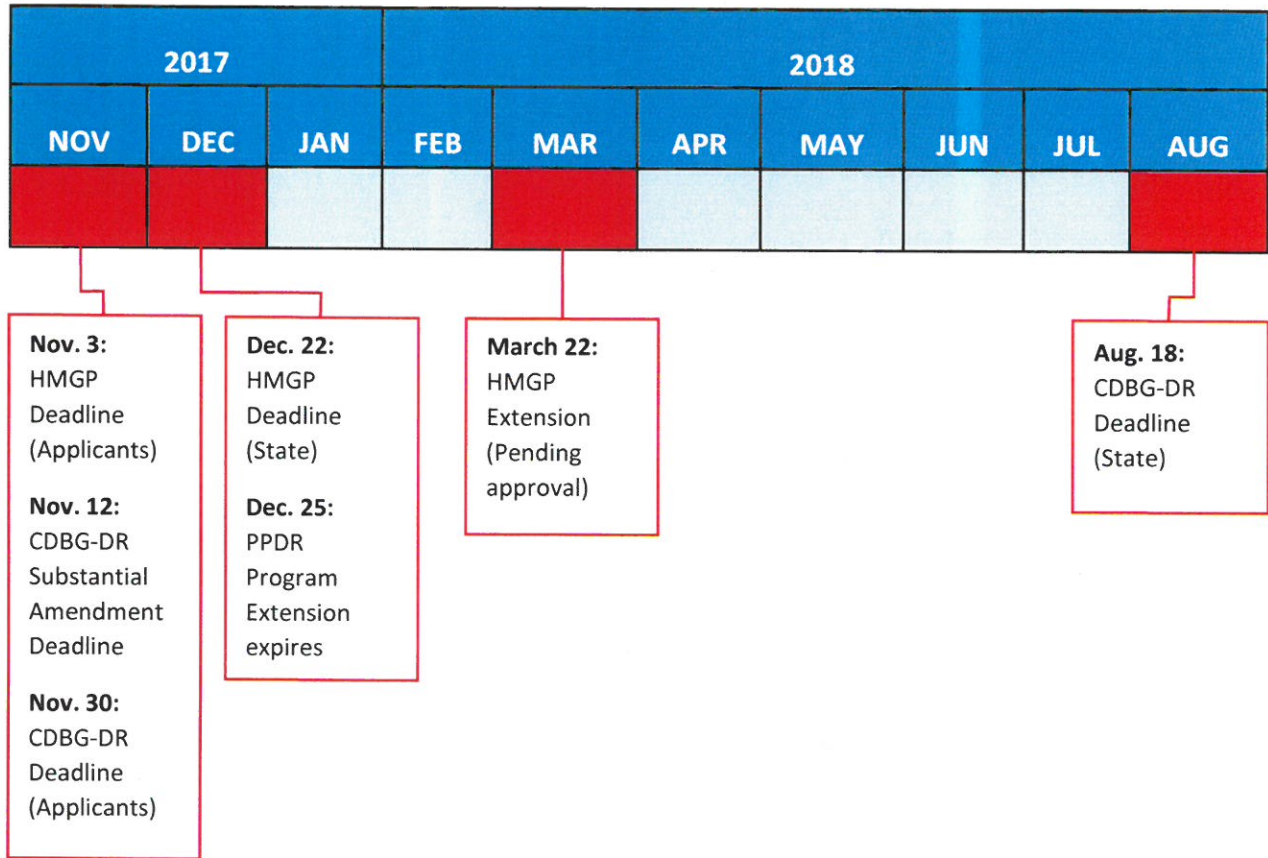 2017 2018
NOV DEC JAN FEB MAR APR MAY JUN JUL AUG
Nov. 3:
HMGP
Deadline
(Applicants)
Nov. 12:
CDBG-DR
Substantial
Amendment
Deadline
Nov. 30:
CDBG-DR
Deadline
(Applicants)
Dec. 22:
HMGP
Deadline
(State)
Dec. 25:
PPDR
Program
Extension
expires
March 22:
HMGP
Extension
(Pending
approval)
Aug. 18:
CDBG-DR
Deadline
(State)